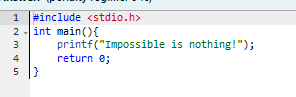 1 #include <stdio.h>
2 int main(){
3 printf("Impossible is nothing!");
4 return 0;
5 }